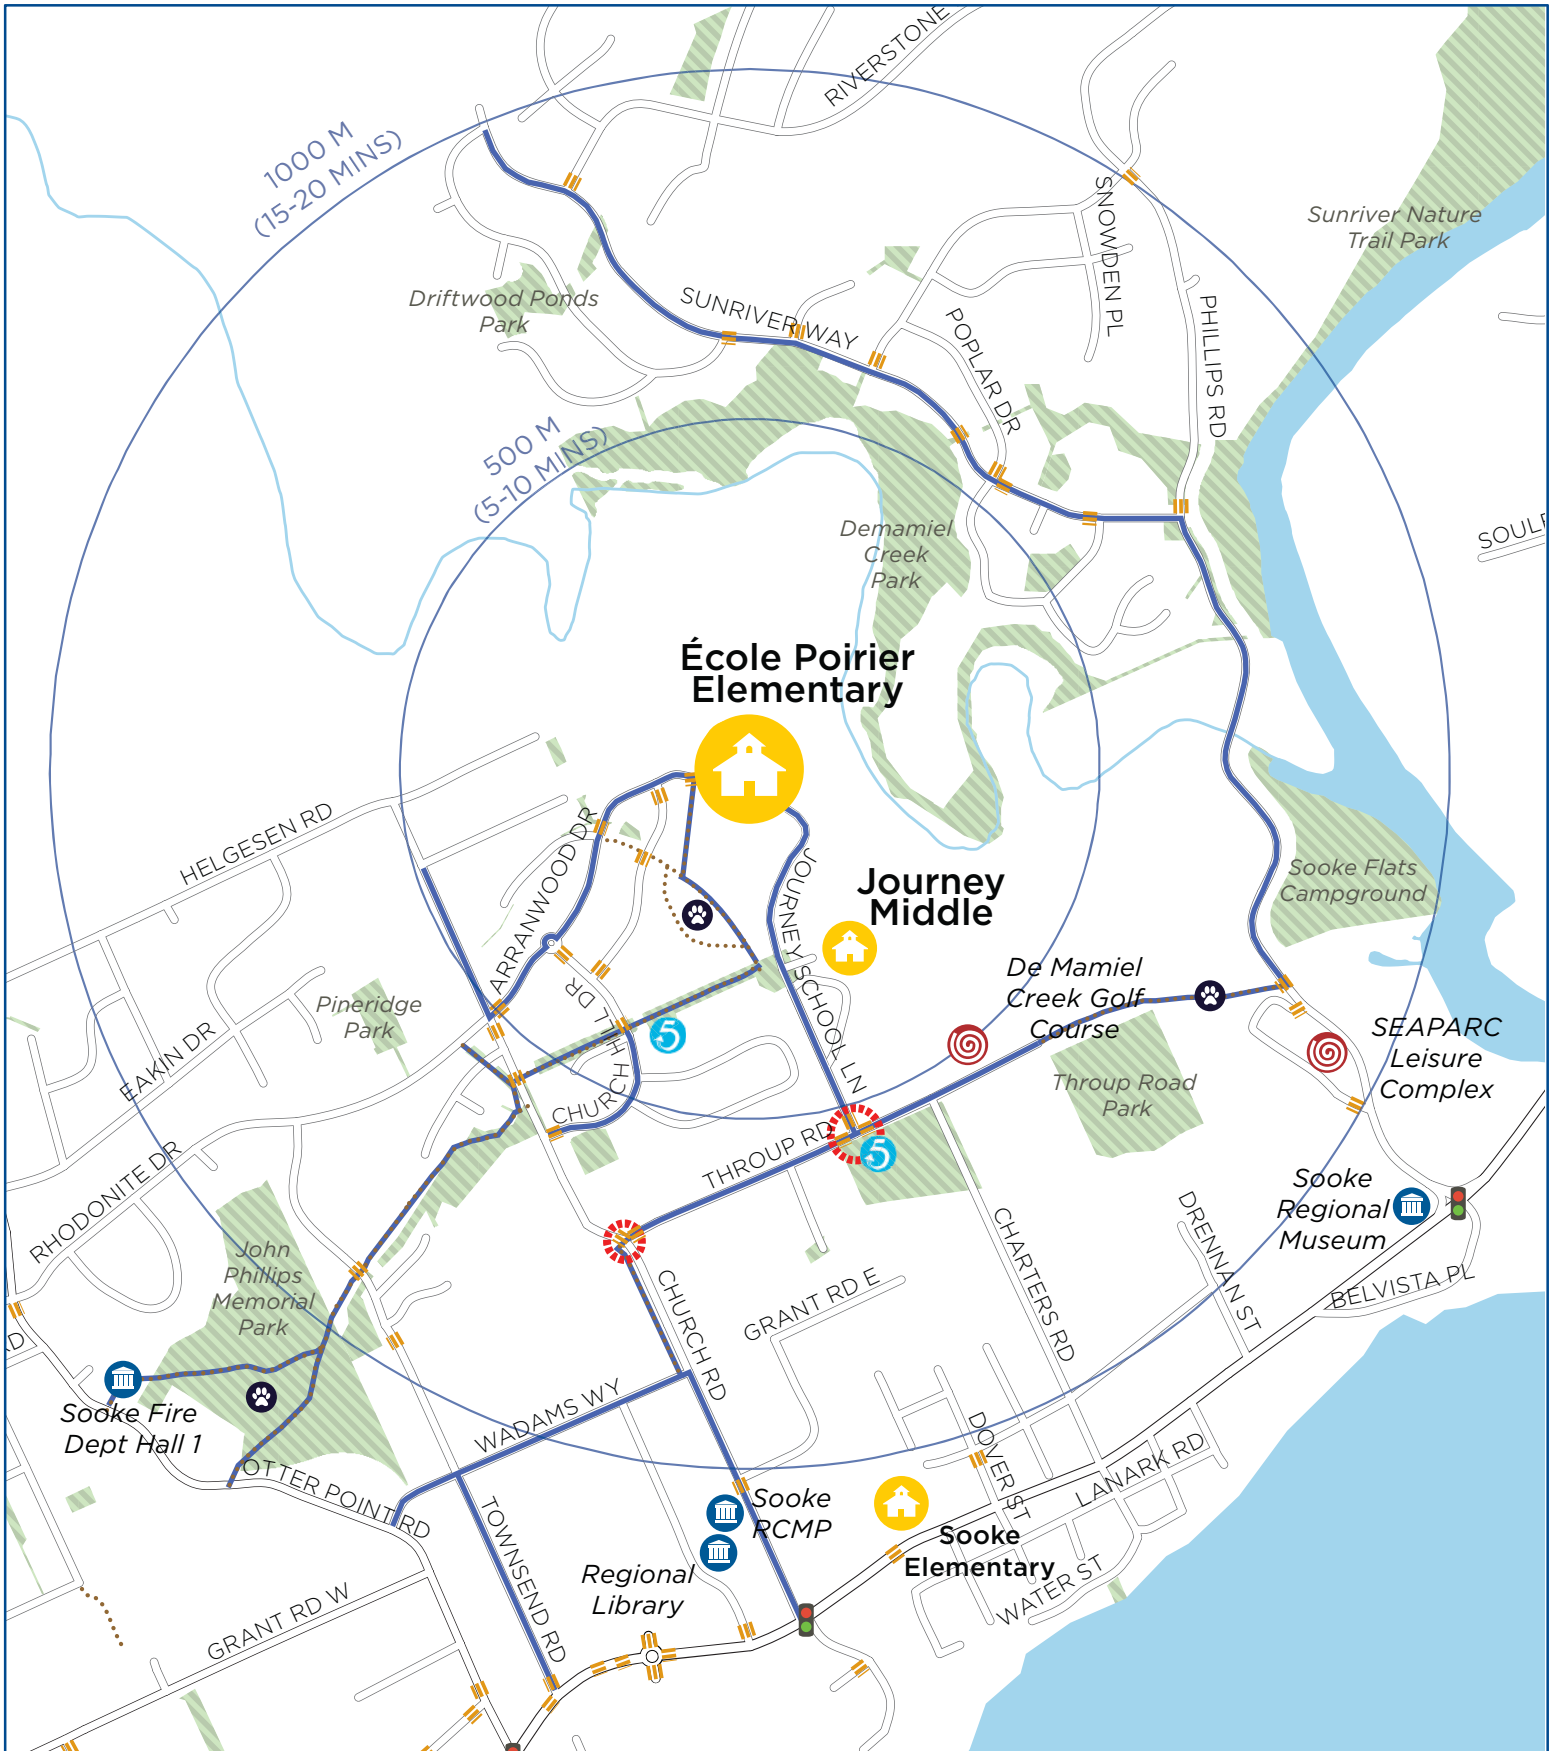 RIVERSTONE
1000 M
(15-20 MINS)
SNOWDEN PL
Sunriver Nature
Trail Park
Driftwood Ponds
Park
SUNRIVER WAY
POPLAR DR
PHILLIPS RD
500 M
(5-10 MINS)
Demamiel
Creek
Park
École Poirier
Elementary
HELGESEN RD
ARRANWOOD DR
JOURNEY SCHOOL LN
Journey
Middle
Sooke Flats
Campground
De Mamiel
Creek Golf
Course
Pineridge
Park
EAKIN DR
CHURCH HILL DR
5
SEAPARC
Leisure
Complex
Throup Road
Park
THROUP RD
5
RHODONITE DR
Sooke
Regional
Museum
DRENNAN ST
CHARTERS RD
John
Phillips
Memorial
Park
CHURCH RD
GRANT RD E
BELVISTA PL
RD
Sooke Fire
Dept Hall 1
WADAMS WY
OTTER POINT RD
DOVER ST
LANARK RD
TOWNSEND RD
Sooke
RCMP
Sooke
Elementary
Regional
Library
WATER ST
GRANT RD W